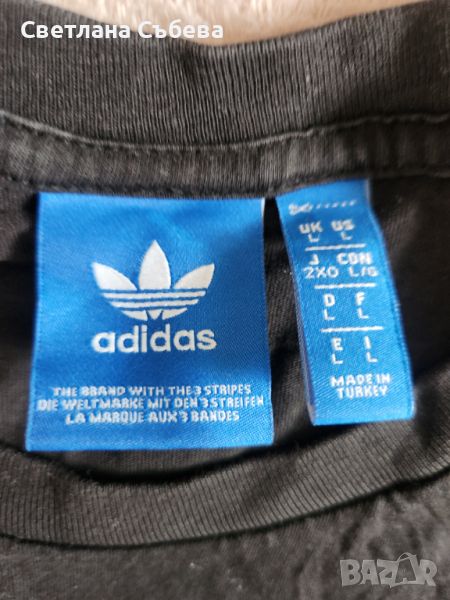 Светлана Събева
adidas
THE BRAND WITH THE 3 STRIPES
DIE WELTMARKE MIT DEN 3 STREIFEN
LA MARQUE AUX 3 BANDES
UK US
L L
J CDN
2XO L/G
D F
L L
E I
L L
MADE IN
TURKEY
BAZAR